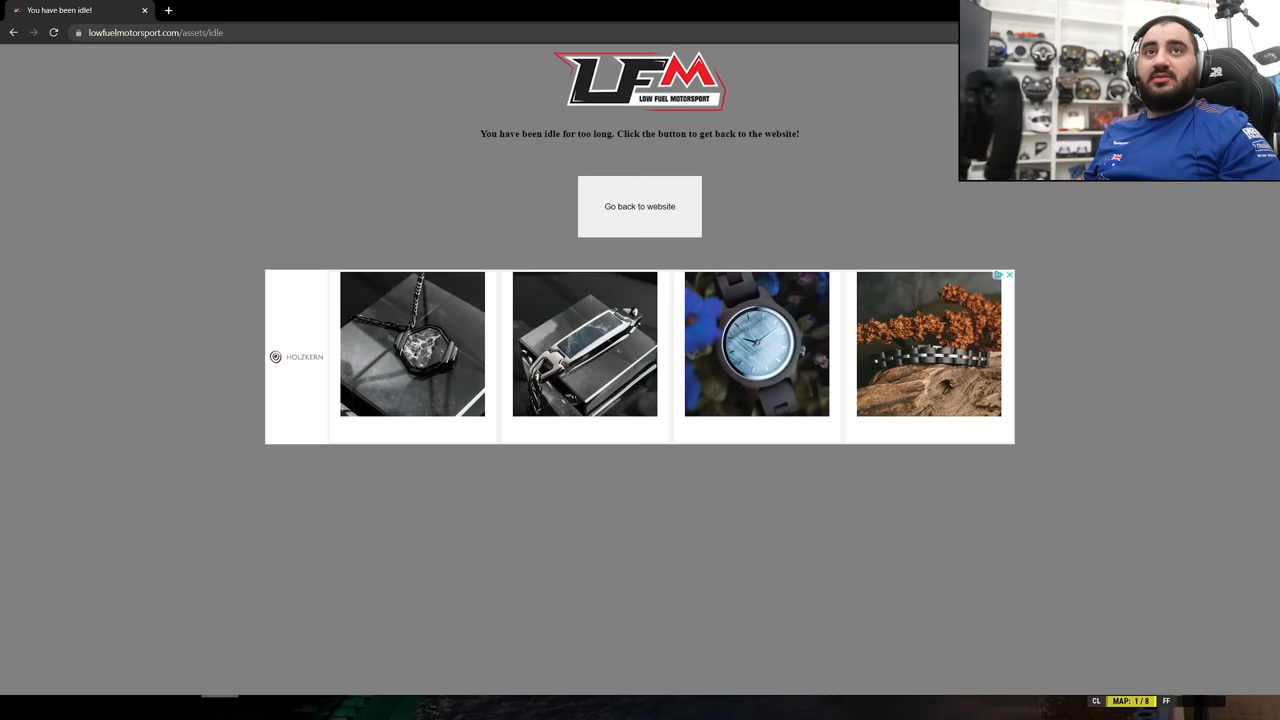 You have been idle!
lowfuelmotorsport.com/assets/idle
LFM
LOW FUEL MOTORSPORT
You have been idle for too long. Click the button to get back to the website!
Go back to website
HOLZKERN
CL MAP: 1 / 8 FF